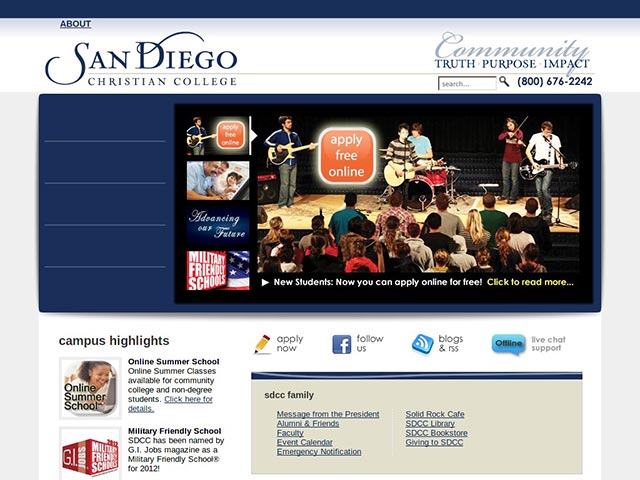 ABOUT
SAN DIEGO
CHRISTIAN COLLEGE
Community
TRUTH · PURPOSE · IMPACT
search...
(800) 676-2242
apply
free
online
apply
free
online
Advancing
our Future
MILITARY
FRIENDLY
SCHOOLS
New Students: Now you can apply online for free! Click to read more...
campus highlights
Online
Summer
School
Online Summer School
Online Summer Classes
available for community
college and non-degree
students. Click here for
details.
2012
G.I. JOBS
MILITARY
FRIENDLY
SCHOOLS
Military Friendly School
SDCC has been named by
G.I. Jobs magazine as a
Military Friendly School®
for 2012!
apply
now
follow
us
blogs
& rss
Offline
live chat
support
sdcc family
Message from the President
Alumni & Friends
Faculty
Event Calendar
Emergency Notification
Solid Rock Cafe
SDCC Library
SDCC Bookstore
Giving to SDCC